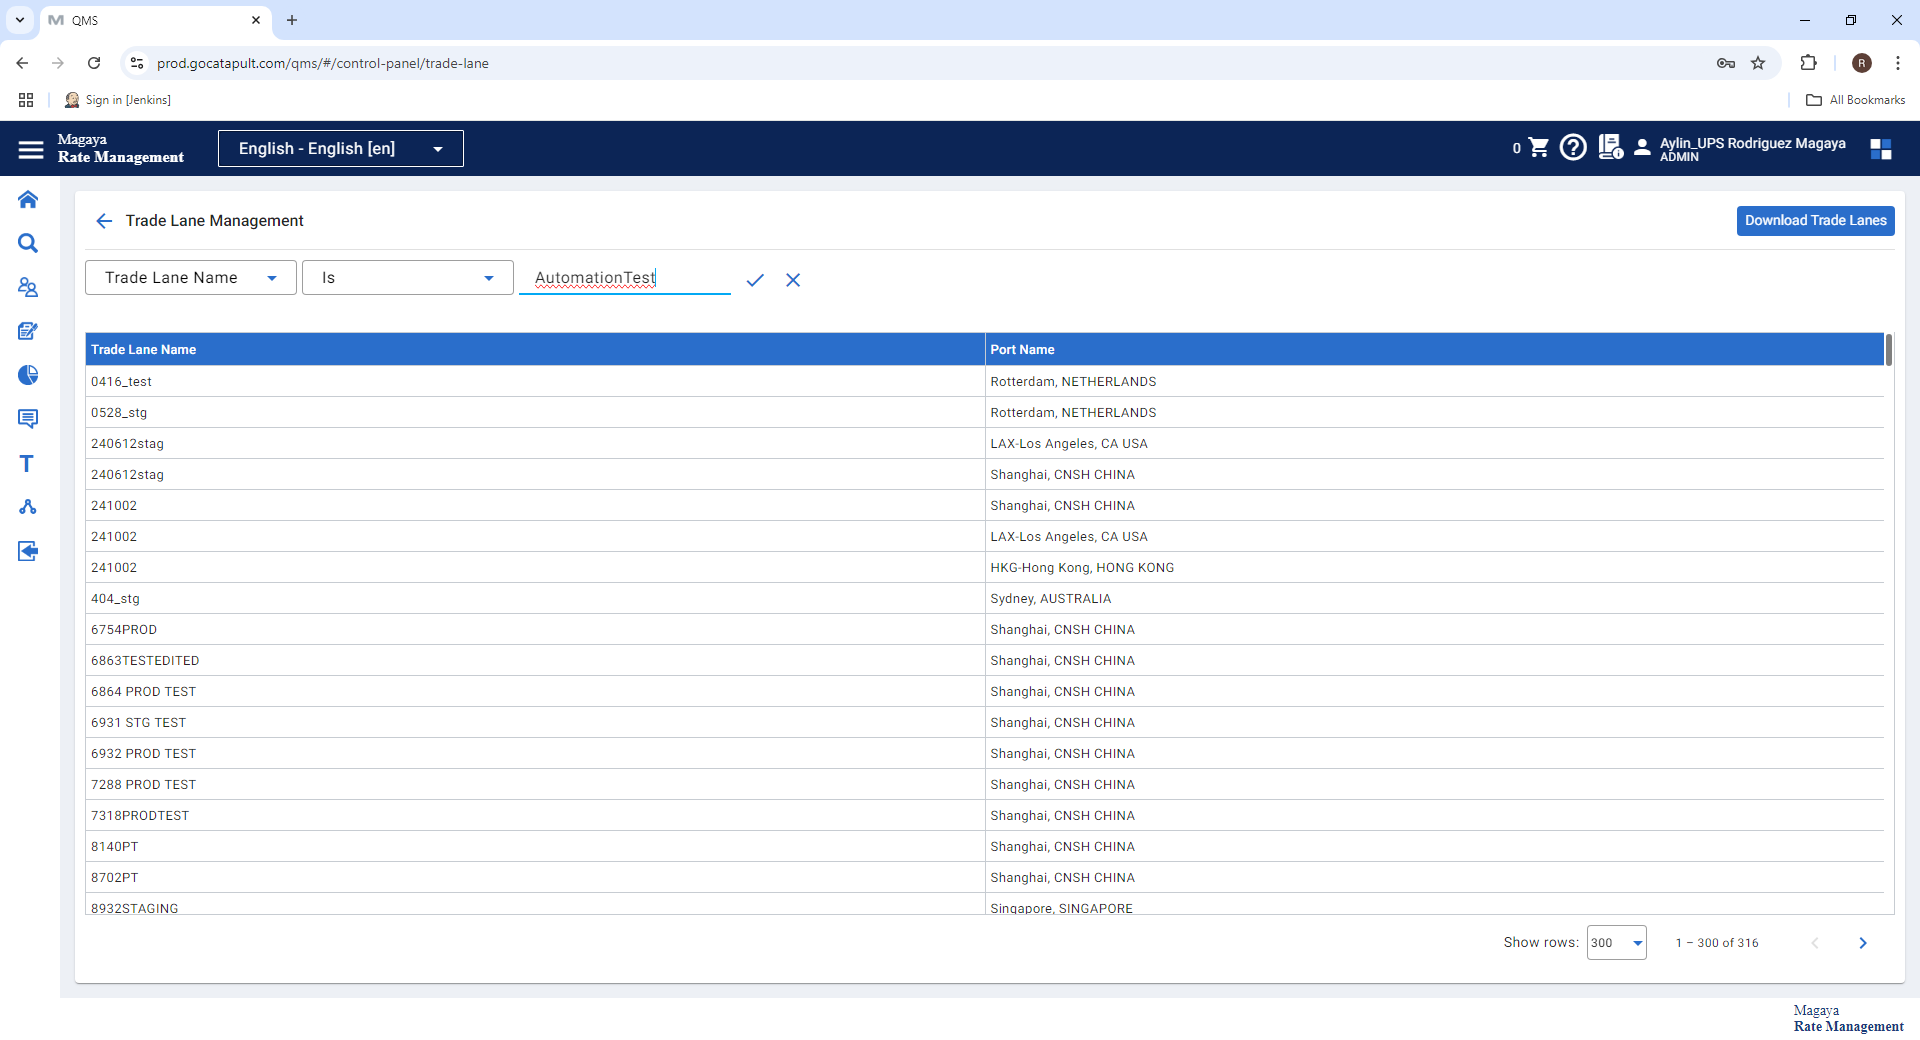 QMS
prod.gocatapult.com/qms/#/control-panel/trade-lane
R
Sign in [Jenkins]
All Bookmarks
Magaya
Rate Management
English - English [en]
0
Aylin_UPS Rodriguez Magaya
ADMIN
Trade Lane Management
Download Trade Lanes
Trade Lane Name
Is
AutomationTest
Trade Lane Name Port Name
0416_test Rotterdam, NETHERLANDS
0528_stg Rotterdam, NETHERLANDS
240612stag LAX-Los Angeles, CA USA
240612stag Shanghai, CNSH CHINA
241002 Shanghai, CNSH CHINA
241002 LAX-Los Angeles, CA USA
241002 HKG-Hong Kong, HONG KONG
404_stg Sydney, AUSTRALIA
6754PROD Shanghai, CNSH CHINA
6863TESTEDITED Shanghai, CNSH CHINA
6864 PROD TEST Shanghai, CNSH CHINA
6931 STG TEST Shanghai, CNSH CHINA
6932 PROD TEST Shanghai, CNSH CHINA
7288 PROD TEST Shanghai, CNSH CHINA
7318PRODTEST Shanghai, CNSH CHINA
8140PT Shanghai, CNSH CHINA
8702PT Shanghai, CNSH CHINA
8932STAGING Singapore, SINGAPORE
Show rows: 300 1 – 300 of 316
Magaya
Rate Management